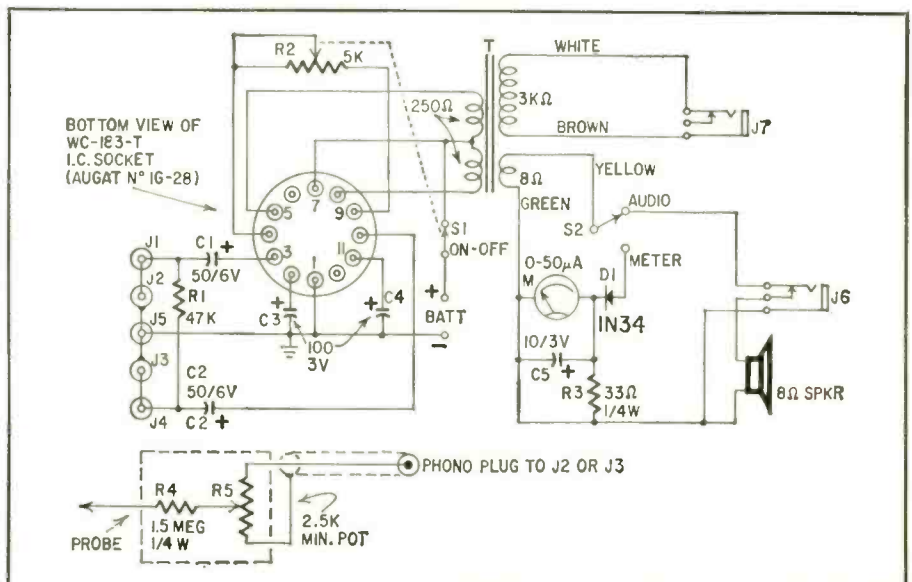 R2
5K
T
WHITE
3KΩ
BROWN
J7
250Ω
BOTTOM VIEW OF
WC-183-T
I.C. SOCKET
(AUGAT Nº IG-28)
8Ω
YELLOW
GREEN
AUDIO
S2
METER
5
7
9
3
1
11
S1
ON-OFF
J1
C1 +
50/6V
J2
R1
47K
J5
J3
C2
50/6V
J4
C2 +
+
C3
+
C4
100
3V
+
BATT
-
0-50μA
M
D1
1N34
10/3V
C5 +
R3
33Ω
1/4W
J6
8Ω SPKR
R4
R5
1.5 MEG
1/4 W
PROBE
2.5K
MIN. POT
PHONO PLUG TO J2 OR J3